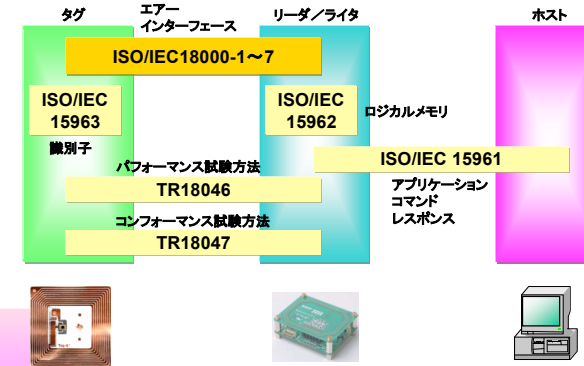 タグ
エアー
インターフェース
リーダ／ライタ
ホスト
ISO/IEC18000-1～7
ISO/IEC
15963
識別子
ISO/IEC
15962
ロジカルメモリ
ISO/IEC 15961
アプリケーション
コマンド
レスポンス
パフォーマンス試験方法
TR18046
コンフォーマンス試験方法
TR18047